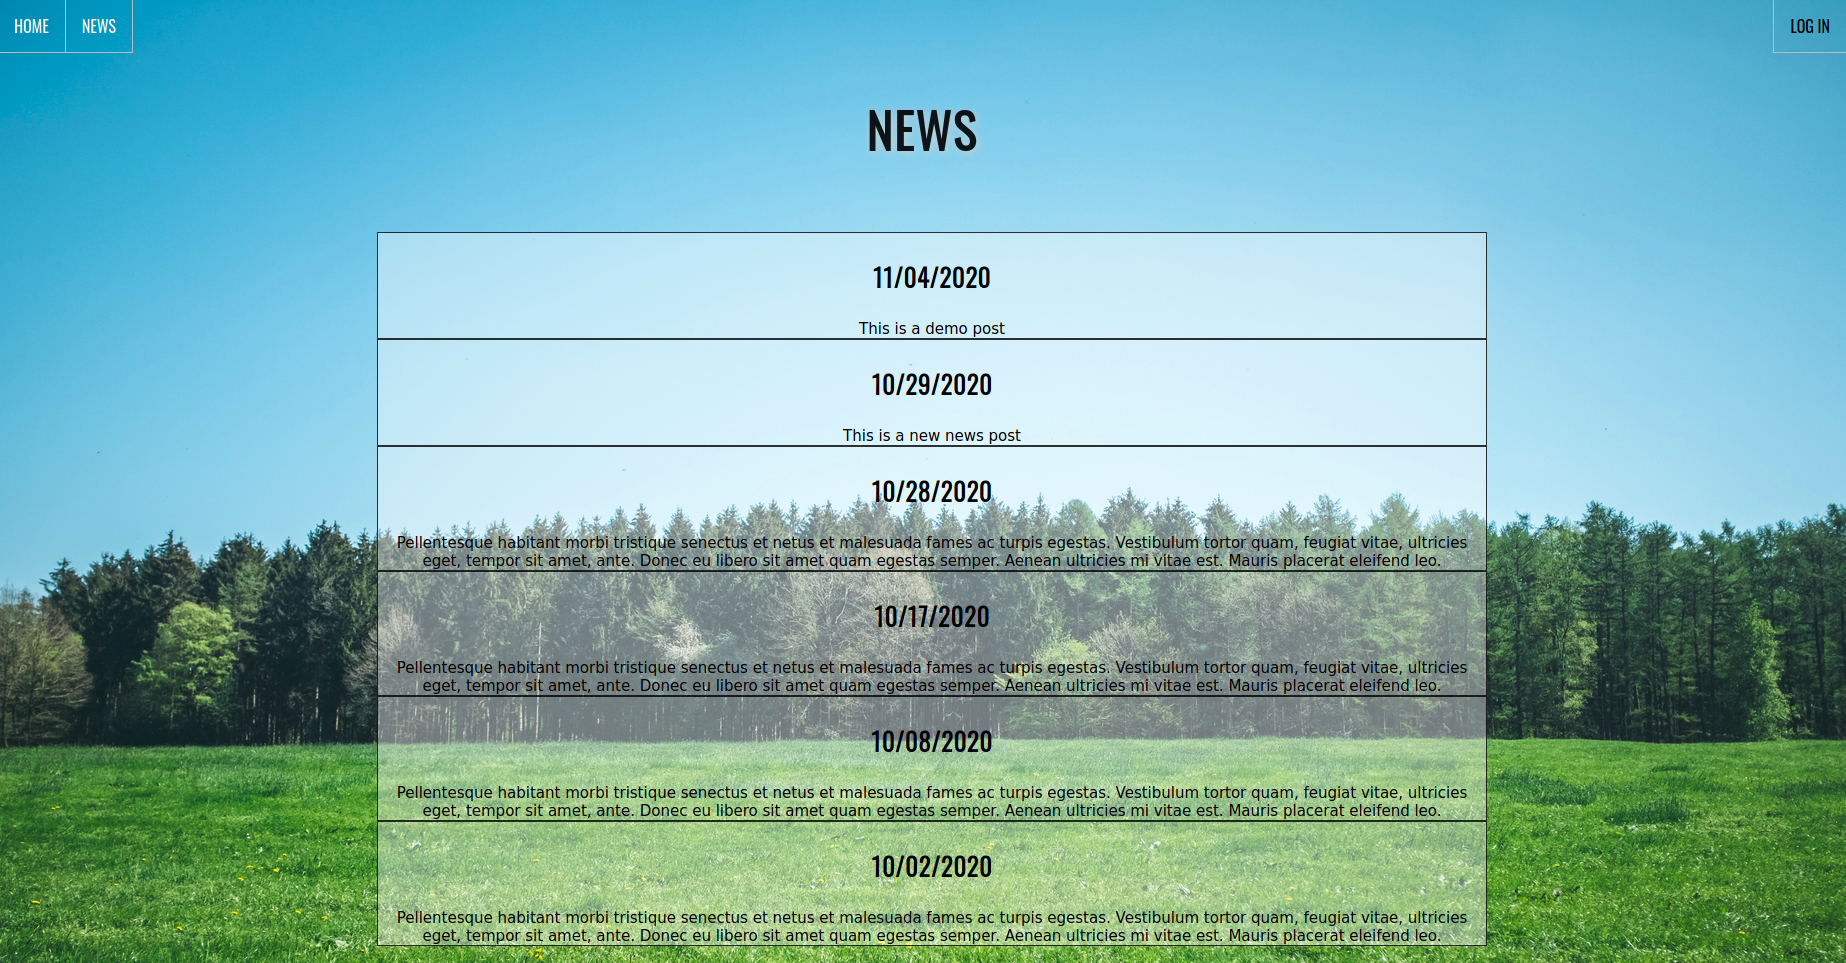 HOME NEWS LOG IN
NEWS
11/04/2020
This is a demo post
10/29/2020
This is a new news post
10/28/2020
Pellentesque habitant morbi tristique senectus et netus et malesuada fames ac turpis egestas. Vestibulum tortor quam, feugiat vitae, ultricies
eget, tempor sit amet, ante. Donec eu libero sit amet quam egestas semper. Aenean ultricies mi vitae est. Mauris placerat eleifend leo.
10/17/2020
Pellentesque habitant morbi tristique senectus et netus et malesuada fames ac turpis egestas. Vestibulum tortor quam, feugiat vitae, ultricies
eget, tempor sit amet, ante. Donec eu libero sit amet quam egestas semper. Aenean ultricies mi vitae est. Mauris placerat eleifend leo.
10/08/2020
Pellentesque habitant morbi tristique senectus et netus et malesuada fames ac turpis egestas. Vestibulum tortor quam, feugiat vitae, ultricies
eget, tempor sit amet, ante. Donec eu libero sit amet quam egestas semper. Aenean ultricies mi vitae est. Mauris placerat eleifend leo.
10/02/2020
Pellentesque habitant morbi tristique senectus et netus et malesuada fames ac turpis egestas. Vestibulum tortor quam, feugiat vitae, ultricies
eget, tempor sit amet, ante. Donec eu libero sit amet quam egestas semper. Aenean ultricies mi vitae est. Mauris placerat eleifend leo.